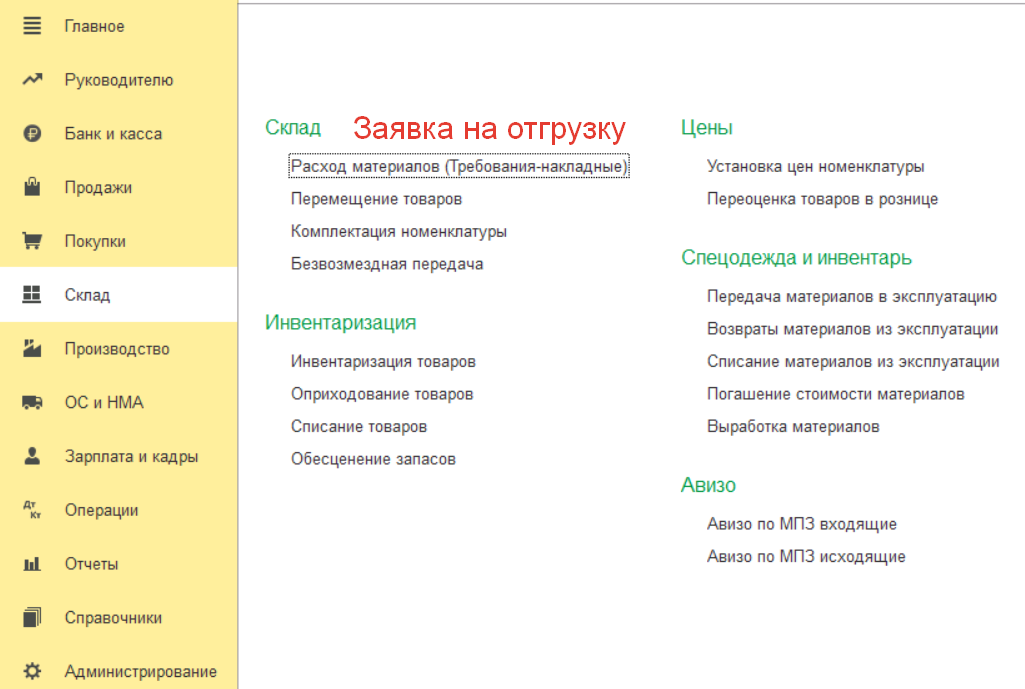 Главное
Руководителю
Банк и касса
Продажи
Покупки
Склад
Производство
ОС и НМА
Зарплата и кадры
Дт
Кт
Операции
Отчеты
Справочники
Администрирование
Склад Заявка на отгрузку
Расход материалов (Требования-накладные)
Перемещение товаров
Комплектация номенклатуры
Безвозмездная передача
Инвентаризация
Инвентаризация товаров
Оприходование товаров
Списание товаров
Обесценение запасов
Цены
Установка цен номенклатуры
Переоценка товаров в рознице
Спецодежда и инвентарь
Передача материалов в эксплуатацию
Возвраты материалов из эксплуатации
Списание материалов из эксплуатации
Погашение стоимости материалов
Выработка материалов
Авизо
Авизо по МПЗ входящие
Авизо по МПЗ исходящие